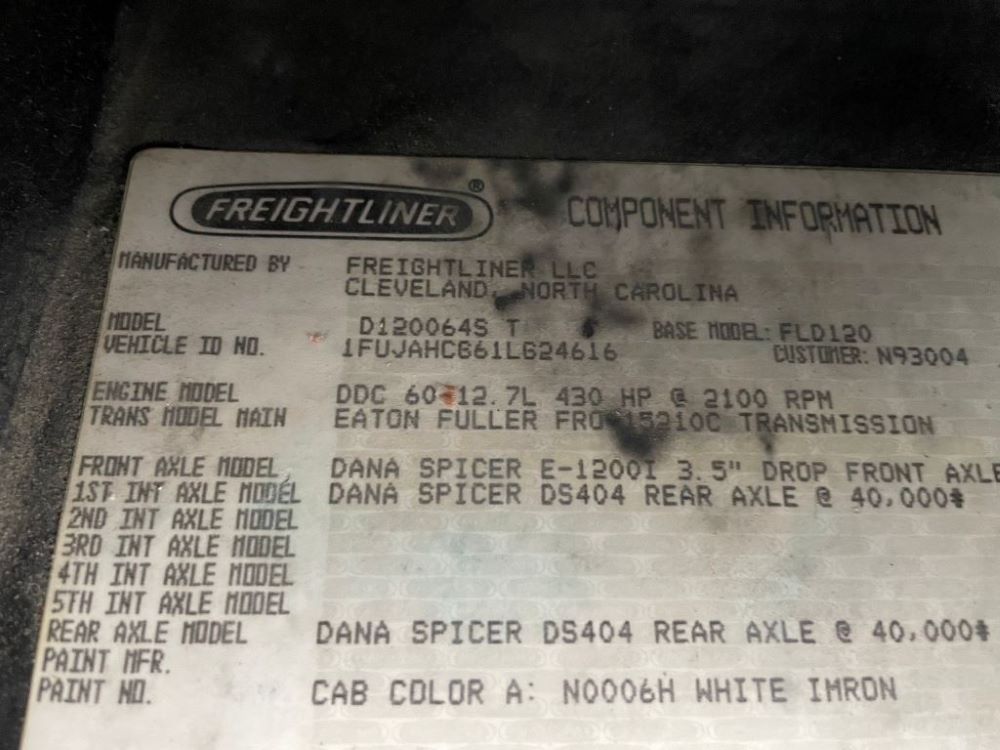 FREIGHTLINER ® COMPONENT INFORMATION
MANUFACTURED BY FREIGHTLINER LLC
CLEVELAND, NORTH CAROLINA
MODEL D120064S T BASE MODEL: FLD120
VEHICLE ID NO. 1FUJAHCG61LG24616 CUSTOMER: N93004
ENGINE MODEL DDC 60 12.7L 430 HP @ 2100 RPM
TRANS MODEL MAIN EATON FULLER 15210C TRANSMISSION
FRONT AXLE MODEL DANA SPICER E-1200I 3.5" DROP FRONT AXLE
1ST INT AXLE MODEL DANA SPICER DS404 REAR AXLE @ 40,000#
2ND INT AXLE MODEL
3RD INT AXLE MODEL
4TH INT AXLE MODEL
5TH INT AXLE MODEL
REAR AXLE MODEL DANA SPICER DS404 REAR AXLE @ 40,000#
PAINT MFR.
PAINT NO. CAB COLOR A: N0006H WHITE IMRON